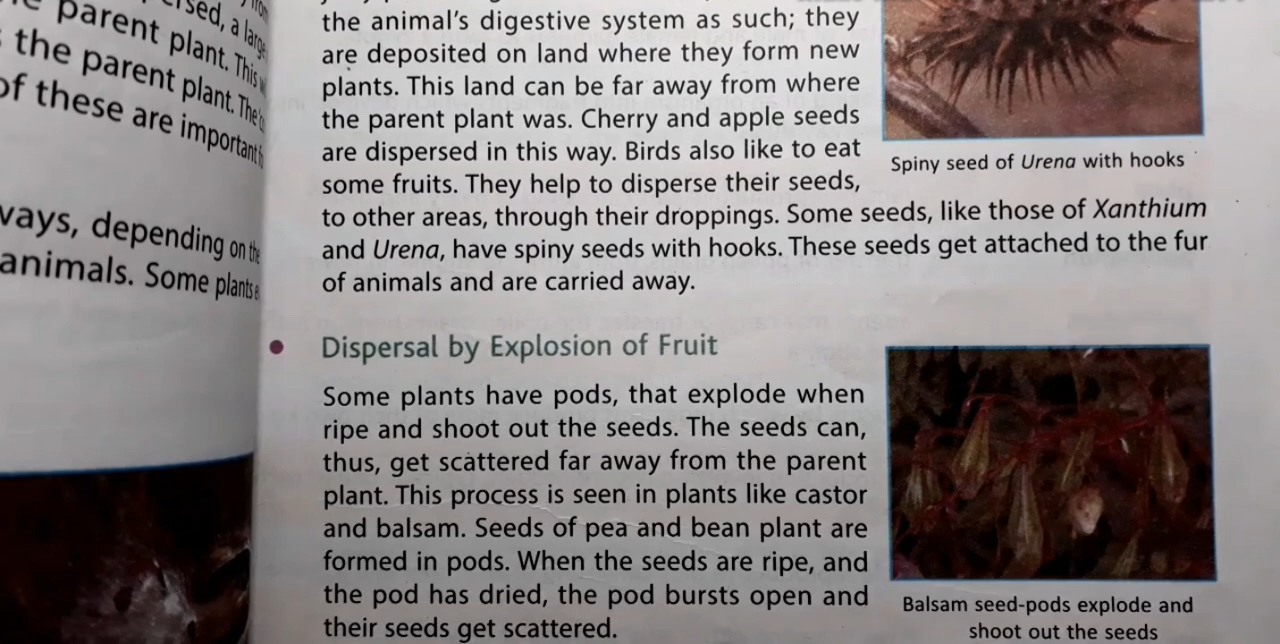 parent plant. This
the parent plant. The
of these are important
depending on the
animals. Some plants
the animal's digestive system as such; they
are deposited on land where they form new
plants. This land can be far away from where
the parent plant was. Cherry and apple seeds
are dispersed in this way. Birds also like to eat
some fruits. They help to disperse their seeds,
to other areas, through their droppings. Some seeds, like those of Xanthium
and Urena, have spiny seeds with hooks. These seeds get attached to the fur
of animals and are carried away.
Spiny seed of Urena with hooks
• Dispersal by Explosion of Fruit
Some plants have pods, that explode when
ripe and shoot out the seeds. The seeds can,
thus, get scattered far away from the parent
plant. This process is seen in plants like castor
and balsam. Seeds of pea and bean plant are
formed in pods. When the seeds are ripe, and
the pod has dried, the pod bursts open and
their seeds get scattered.
Balsam seed-pods explode and
shoot out the seeds